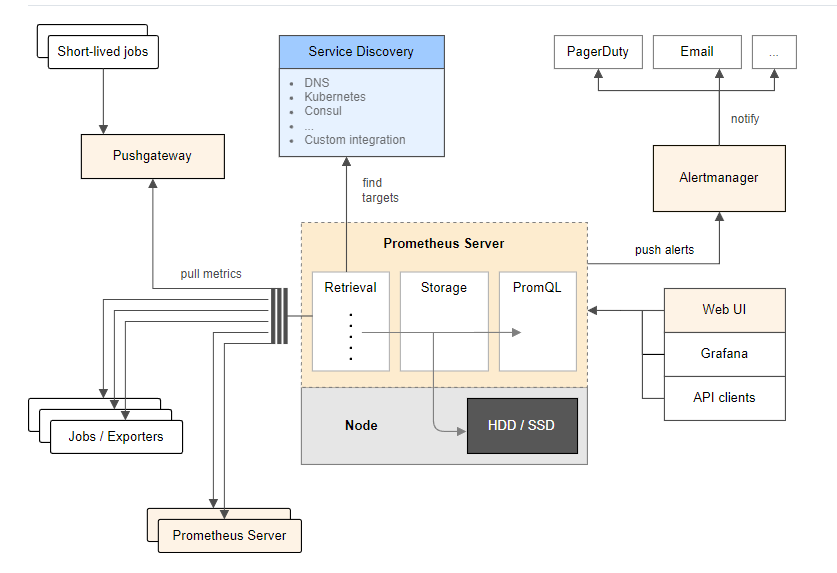 Short-lived jobs
Service Discovery
• DNS
• Kubernetes
• Consul
• ...
• Custom integration
PagerDuty
Email
...
notify
Pushgateway
Alertmanager
find
targets
push alerts
pull metrics
Prometheus Server
Retrieval
Storage
PromQL
Web UI
Grafana
API clients
Node
HDD / SSD
Jobs / Exporters
Prometheus Server